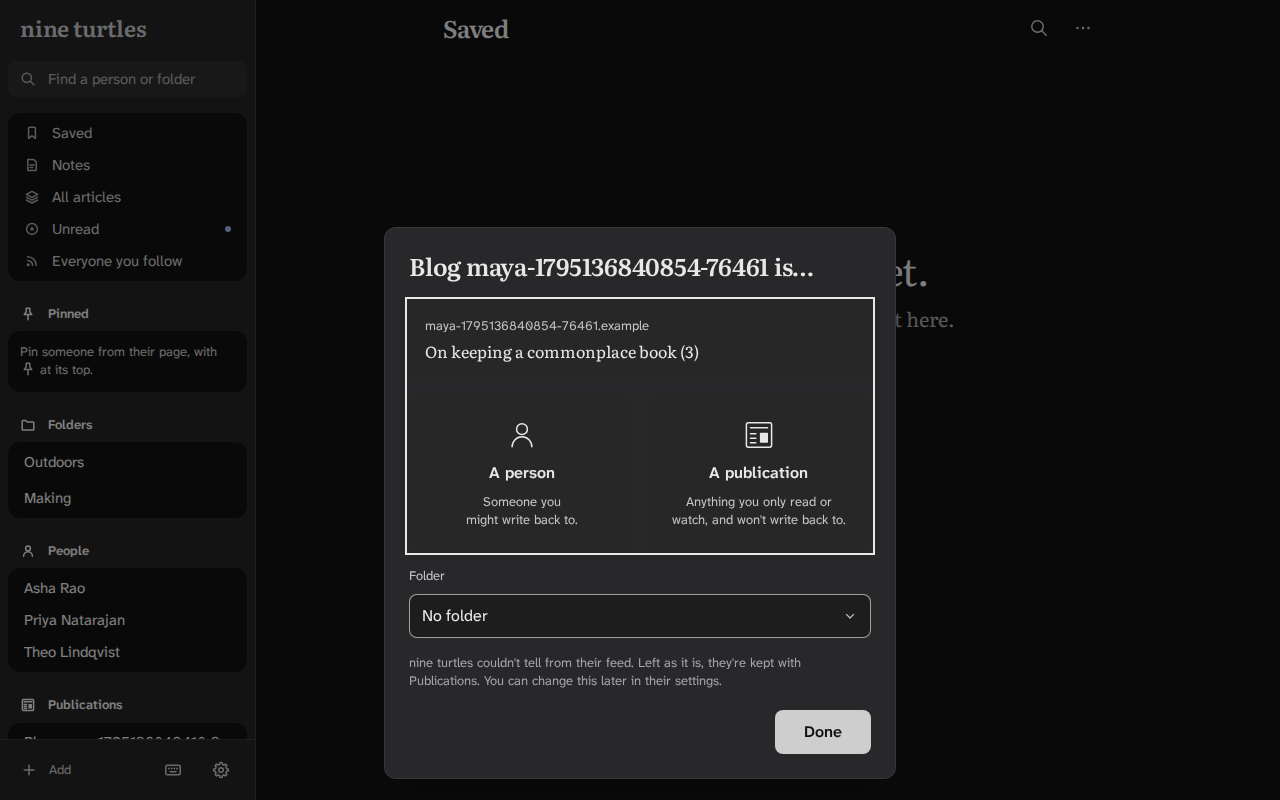 nine turtles
Find a person or folder
Saved
Notes
All articles
Unread
Everyone you follow
Pinned
Pin someone from their page, with
at its top.
Folders
Outdoors
Making
People
Asha Rao
Priya Natarajan
Theo Lindqvist
Publications
Add
Saved
et.
t here.
Blog maya-1795136840854-76461 is…
maya-1795136840854-76461.example
On keeping a commonplace book (3)
A person
Someone you
might write back to.
A publication
Anything you only read or
watch, and won't write back to.
Folder
No folder
nine turtles couldn't tell from their feed. Left as it is, they're kept with
Publications. You can change this later in their settings.
Done